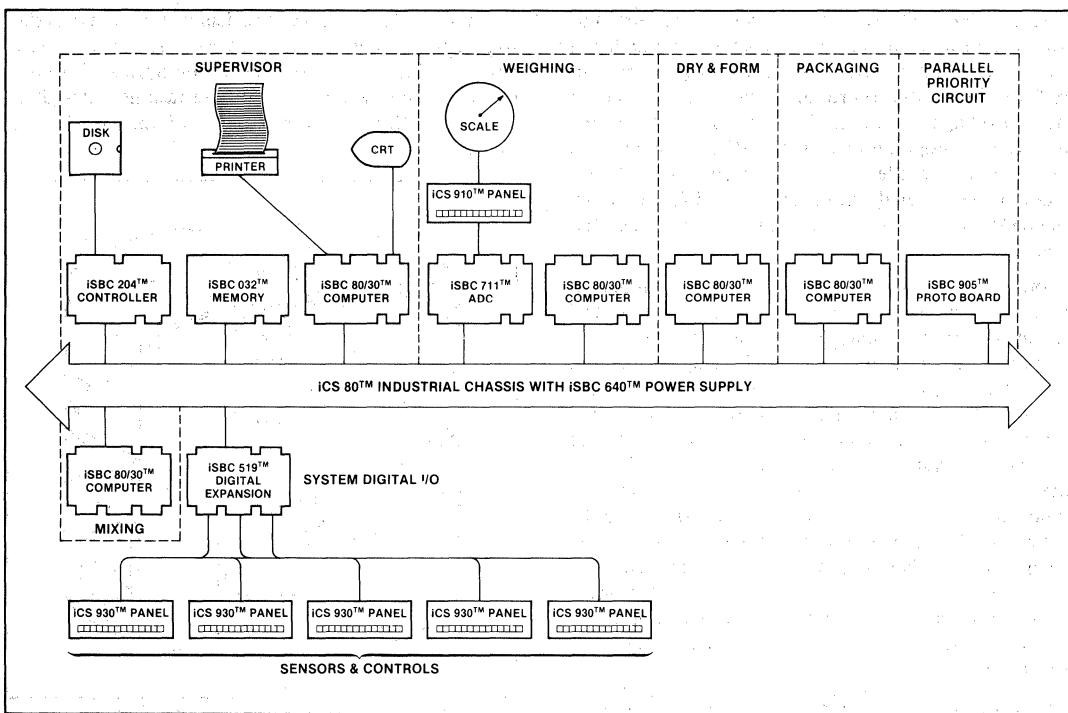 SUPERVISOR
WEIGHING
DRY & FORM
PACKAGING
PARALLEL
PRIORITY
CIRCUIT
DISK
PRINTER
CRT
SCALE
iCS 910™ PANEL
iSBC 204™
CONTROLLER
iSBC 032™
MEMORY
iSBC 80/30™
COMPUTER
iSBC 711™
ADC
iSBC 80/30™
COMPUTER
iSBC 80/30™
COMPUTER
iSBC 80/30™
COMPUTER
iSBC 905™
PROTO BOARD
iCS 80™ INDUSTRIAL CHASSIS WITH iSBC 640™ POWER SUPPLY
iSBC 80/30™
COMPUTER
MIXING
iSBC 519™
DIGITAL
EXPANSION
SYSTEM DIGITAL I/O
iCS 930™ PANEL
iCS 930™ PANEL
iCS 930™ PANEL
iCS 930™ PANEL
iCS 930™ PANEL
SENSORS & CONTROLS